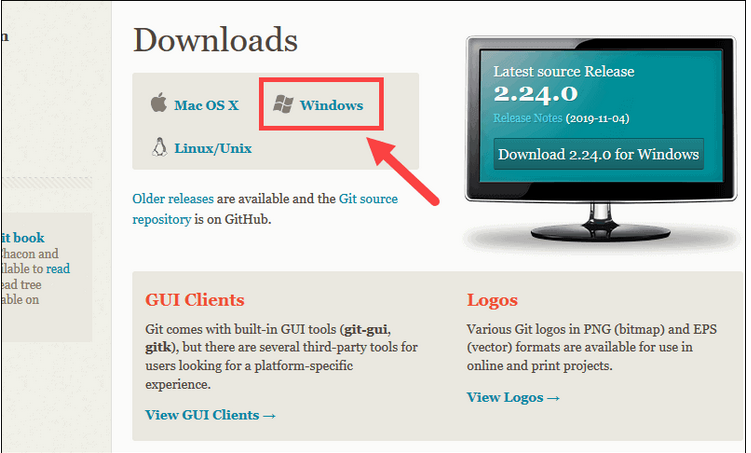 n
Downloads
Mac OS X
Windows
Linux/Unix
Older releases are available and the Git source
repository is on GitHub.
Latest source Release
2.24.0
Release Notes (2019-11-04)
Download 2.24.0 for Windows
it book
Chacon and
ilable to read
ead tree
able on
GUI Clients
Git comes with built-in GUI tools (git-gui,
gitk), but there are several third-party tools for
users looking for a platform-specific
experience.
View GUI Clients →
Logos
Various Git logos in PNG (bitmap) and EPS
(vector) formats are available for use in
online and print projects.
View Logos →